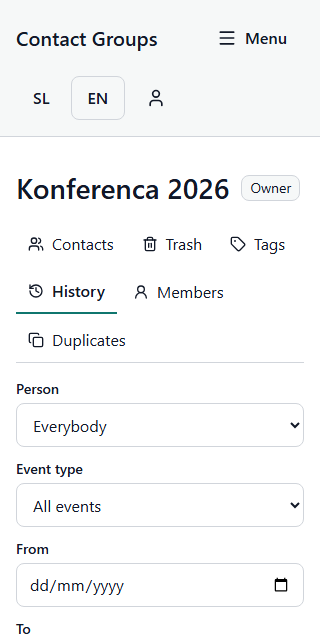 Contact Groups
Menu
SL EN
Konferenca 2026 Owner
Contacts Trash Tags
History Members
Duplicates
Person
Everybody
Event type
All events
From
dd/mm/yyyy
To